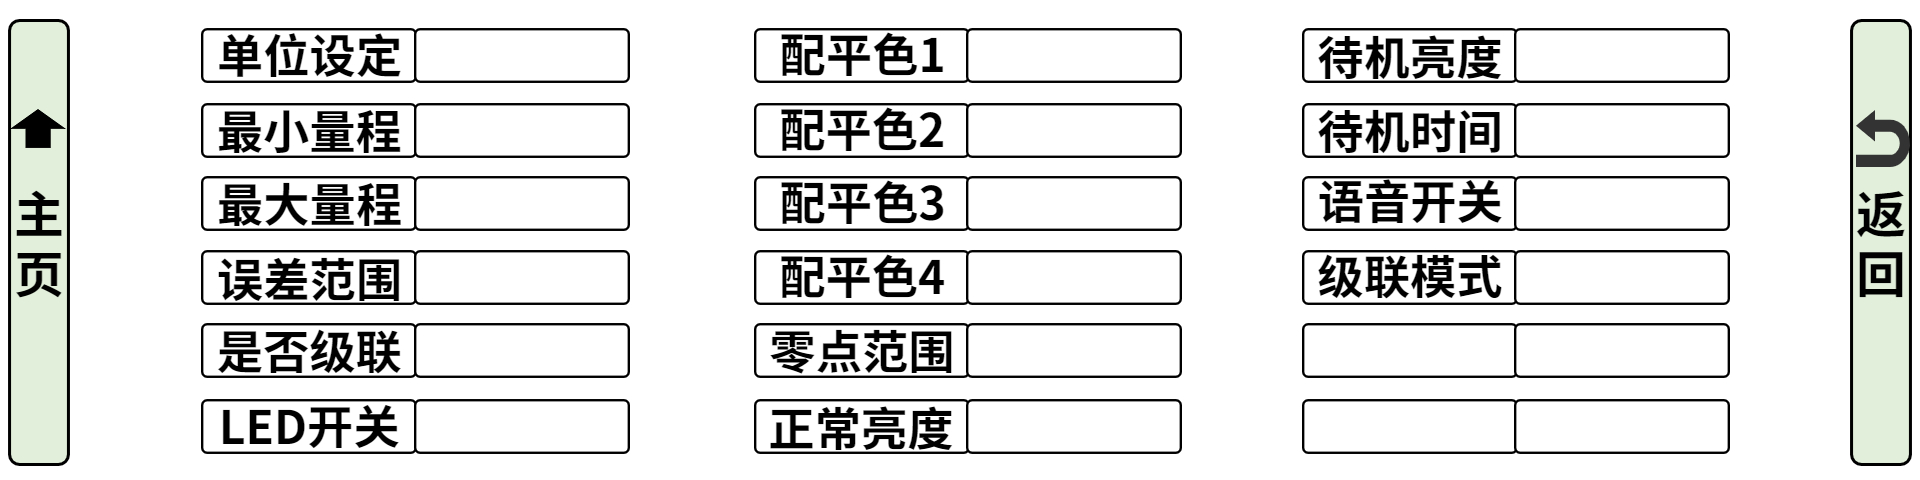 主页
单位设定
最小量程
最大量程
误差范围
是否级联
LED开关
配平色1
配平色2
配平色3
配平色4
零点范围
正常亮度
待机亮度
待机时间
语音开关
级联模式
返回